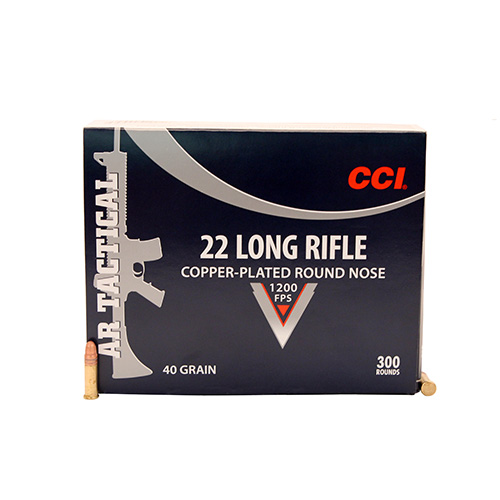 AR TACTICAL
CCI®
22 LONG RIFLE
COPPER-PLATED ROUND NOSE
1200
FPS
40 GRAIN
300
ROUNDS